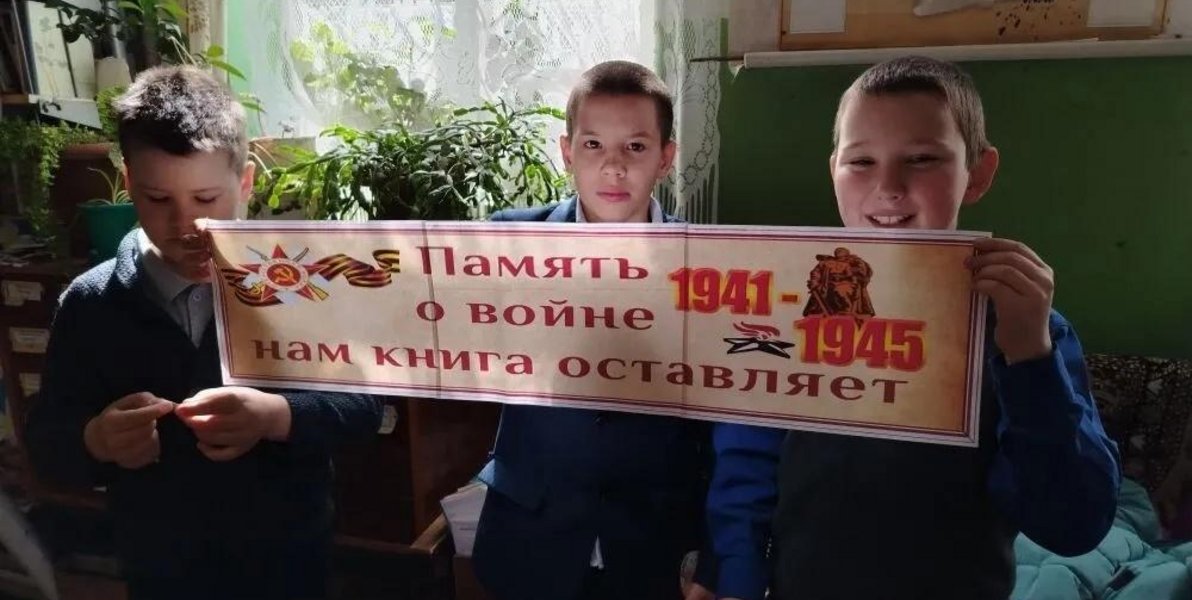 Память
о войне
нам книга оставляет
1941-
1945